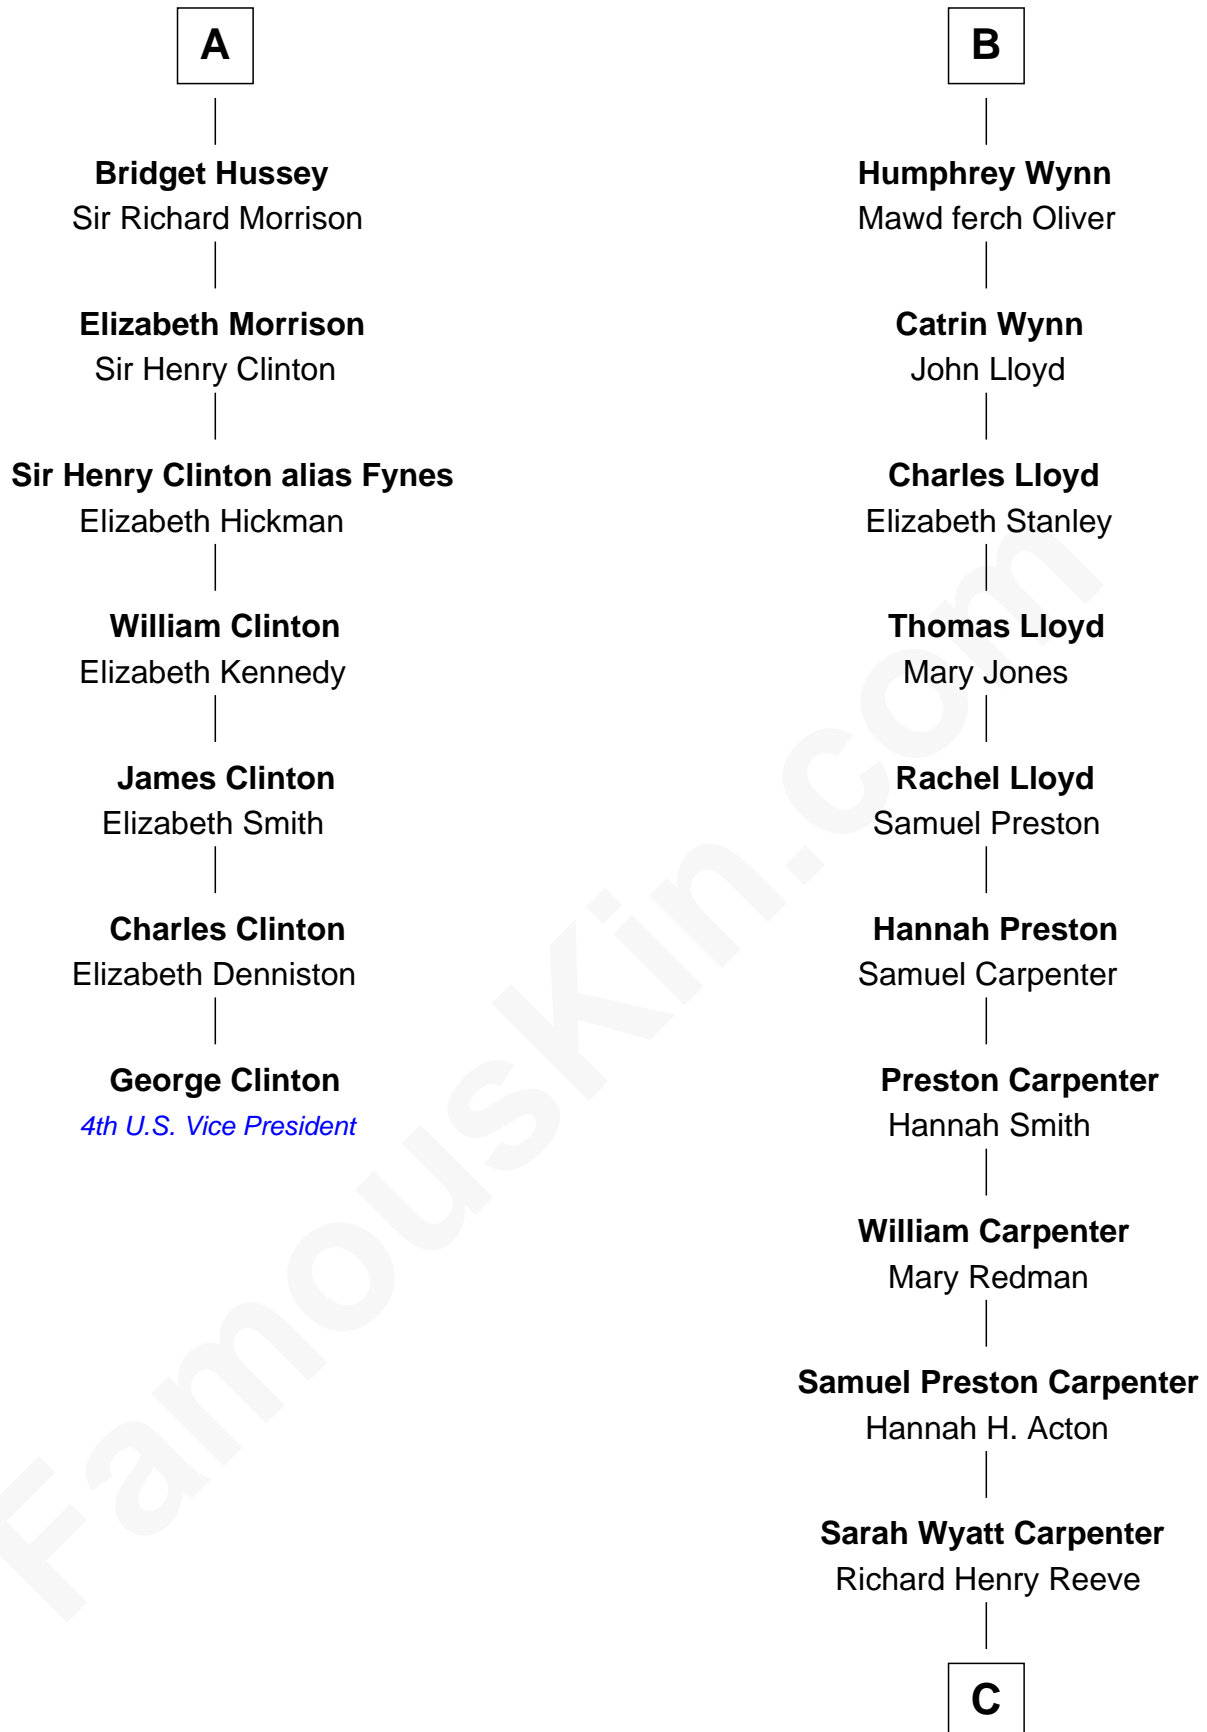 A
Bridget Hussey
Sir Richard Morrison
Elizabeth Morrison
Sir Henry Clinton
Sir Henry Clinton alias Fynes
Elizabeth Hickman
William Clinton
Elizabeth Kennedy
James Clinton
Elizabeth Smith
Charles Clinton
Elizabeth Denniston
George Clinton
4th U.S. Vice President
B
Humphrey Wynn
Mawd ferch Oliver
Catrin Wynn
John Lloyd
Charles Lloyd
Elizabeth Stanley
Thomas Lloyd
Mary Jones
Rachel Lloyd
Samuel Preston
Hannah Preston
Samuel Carpenter
Preston Carpenter
Hannah Smith
William Carpenter
Mary Redman
Samuel Preston Carpenter
Hannah H. Acton
Sarah Wyatt Carpenter
Richard Henry Reeve
C
FamousKin.com